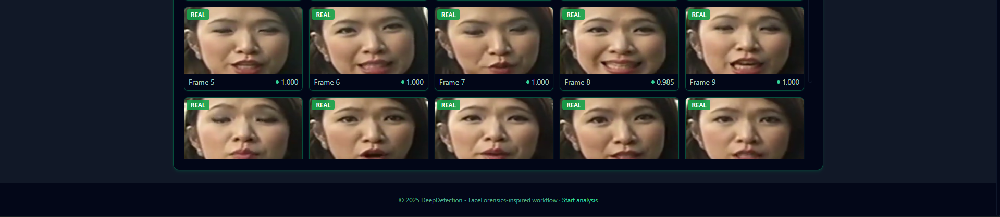 REAL REAL REAL REAL REAL
Frame 5 1.000 Frame 6 1.000 Frame 7 1.000 Frame 8 0.985 Frame 9 1.000
REAL REAL REAL REAL REAL
© 2025 DeepDetection • FaceForensics-inspired workflow · Start analysis